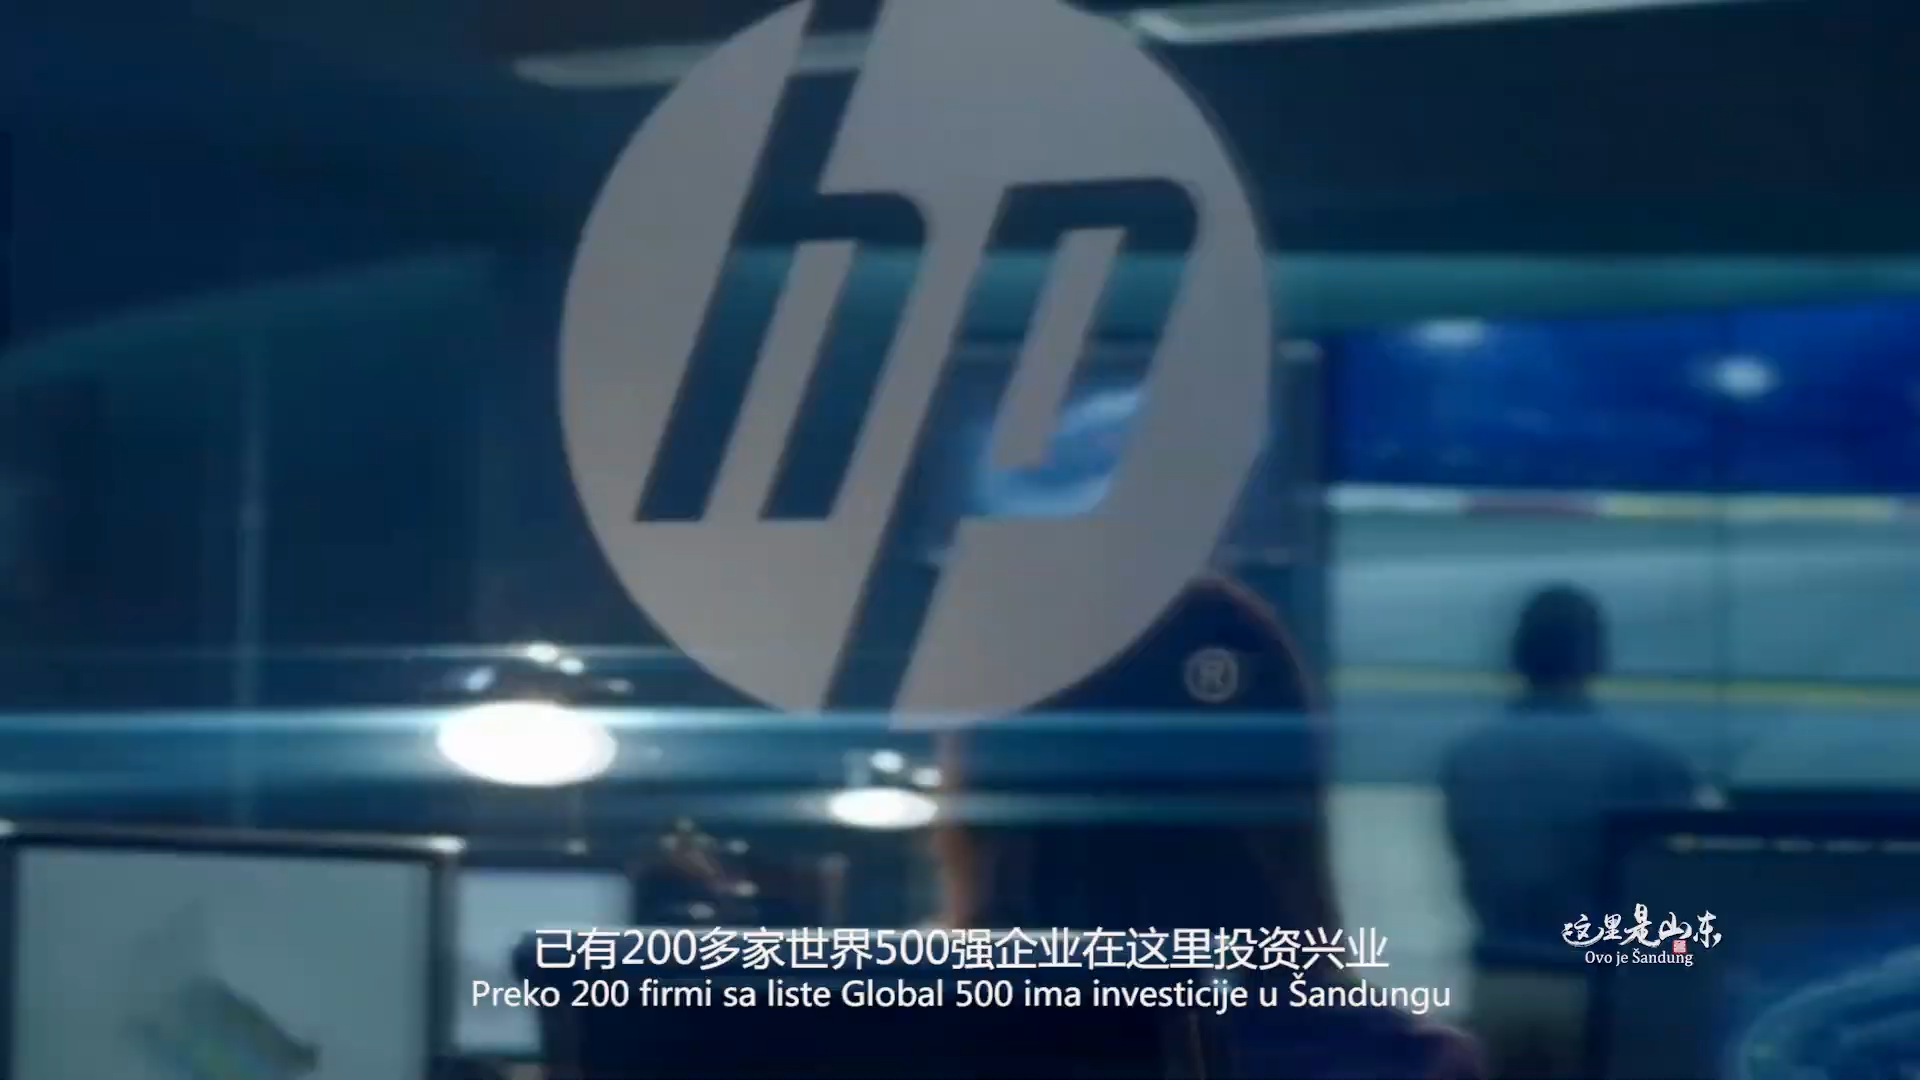 hp
®
这里是山东
Ovo je Šandung
已有200多家世界500强企业在这里投资兴业
Preko 200 firmi sa liste Global 500 ima investicije u Šandungu